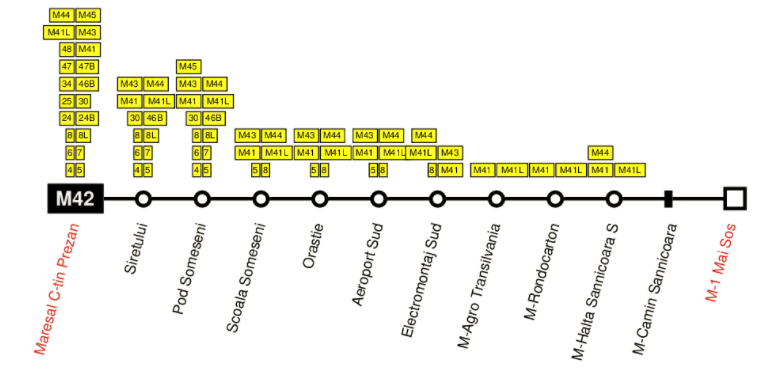 M44 M45
M41L M43
48 M41
47 47B M45
34 46B M43 M44 M43 M44
25 30 M41 M41L M41 M41L
24 24B 30 46B 30 46B
8 8L 8 8L 8 8L M43 M44 M43 M44 M43 M44 M44
6 7 6 7 6 7 M41 M41L M41 M41L M41 M41L M41L M43 M44
4 5 4 5 4 5 5 8 5 8 5 8 8 M41 M41 M41L M41 M41L M41 M41L
M42
Maresal C-tin Prezan
Siretului
Pod Someseni
Scoala Someseni
Orastie
Aeroport Sud
Electromontaj Sud
M-Agro Transilvania
M-Rondocarton
M-Halta Sannicoara S
M-Camin Sannicoara
M-1 Mai Sos